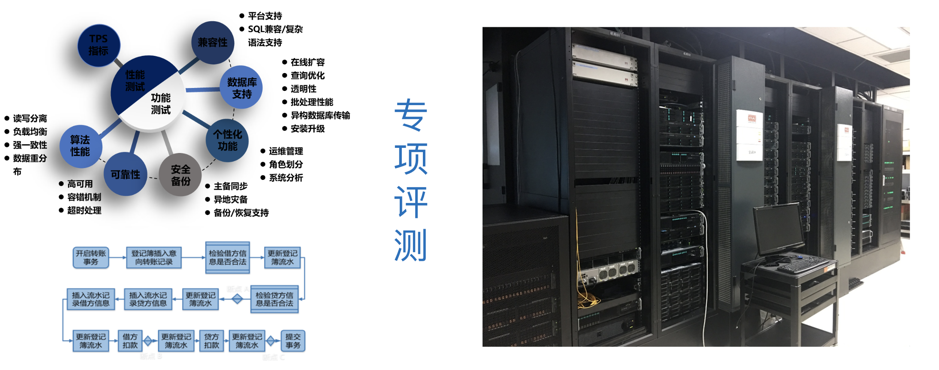 TPS
指标
性能
测试
功能
测试
兼容性
● 平台支持
● SQL兼容/复杂
语法支持
数据库
支持
● 在线扩容
● 查询优化
● 透明性
● 批处理性能
● 异构数据库传输
● 安装升级
个性化
功能
● 运维管理
● 角色划分
● 系统分析
安全
备份
● 主备同步
● 异地灾备
● 备份/恢复支持
可靠性
● 高可用
● 容错机制
● 超时处理
算法
性能
● 读写分离
● 负载均衡
● 强一致性
● 数据重分
布
专项评测
开启转账
事务
登记簿插入意
向转账记录
检验借方信
息是否合法
更新登记
簿流水
检验贷方信
息是否合法
更新登记
簿流水
插入流水记
录贷方信息
插入流水记
录借方信息
更新登记
簿流水
借方
扣款
更新登记
簿流水
贷方
扣款
更新登记
簿流水
提交
事务